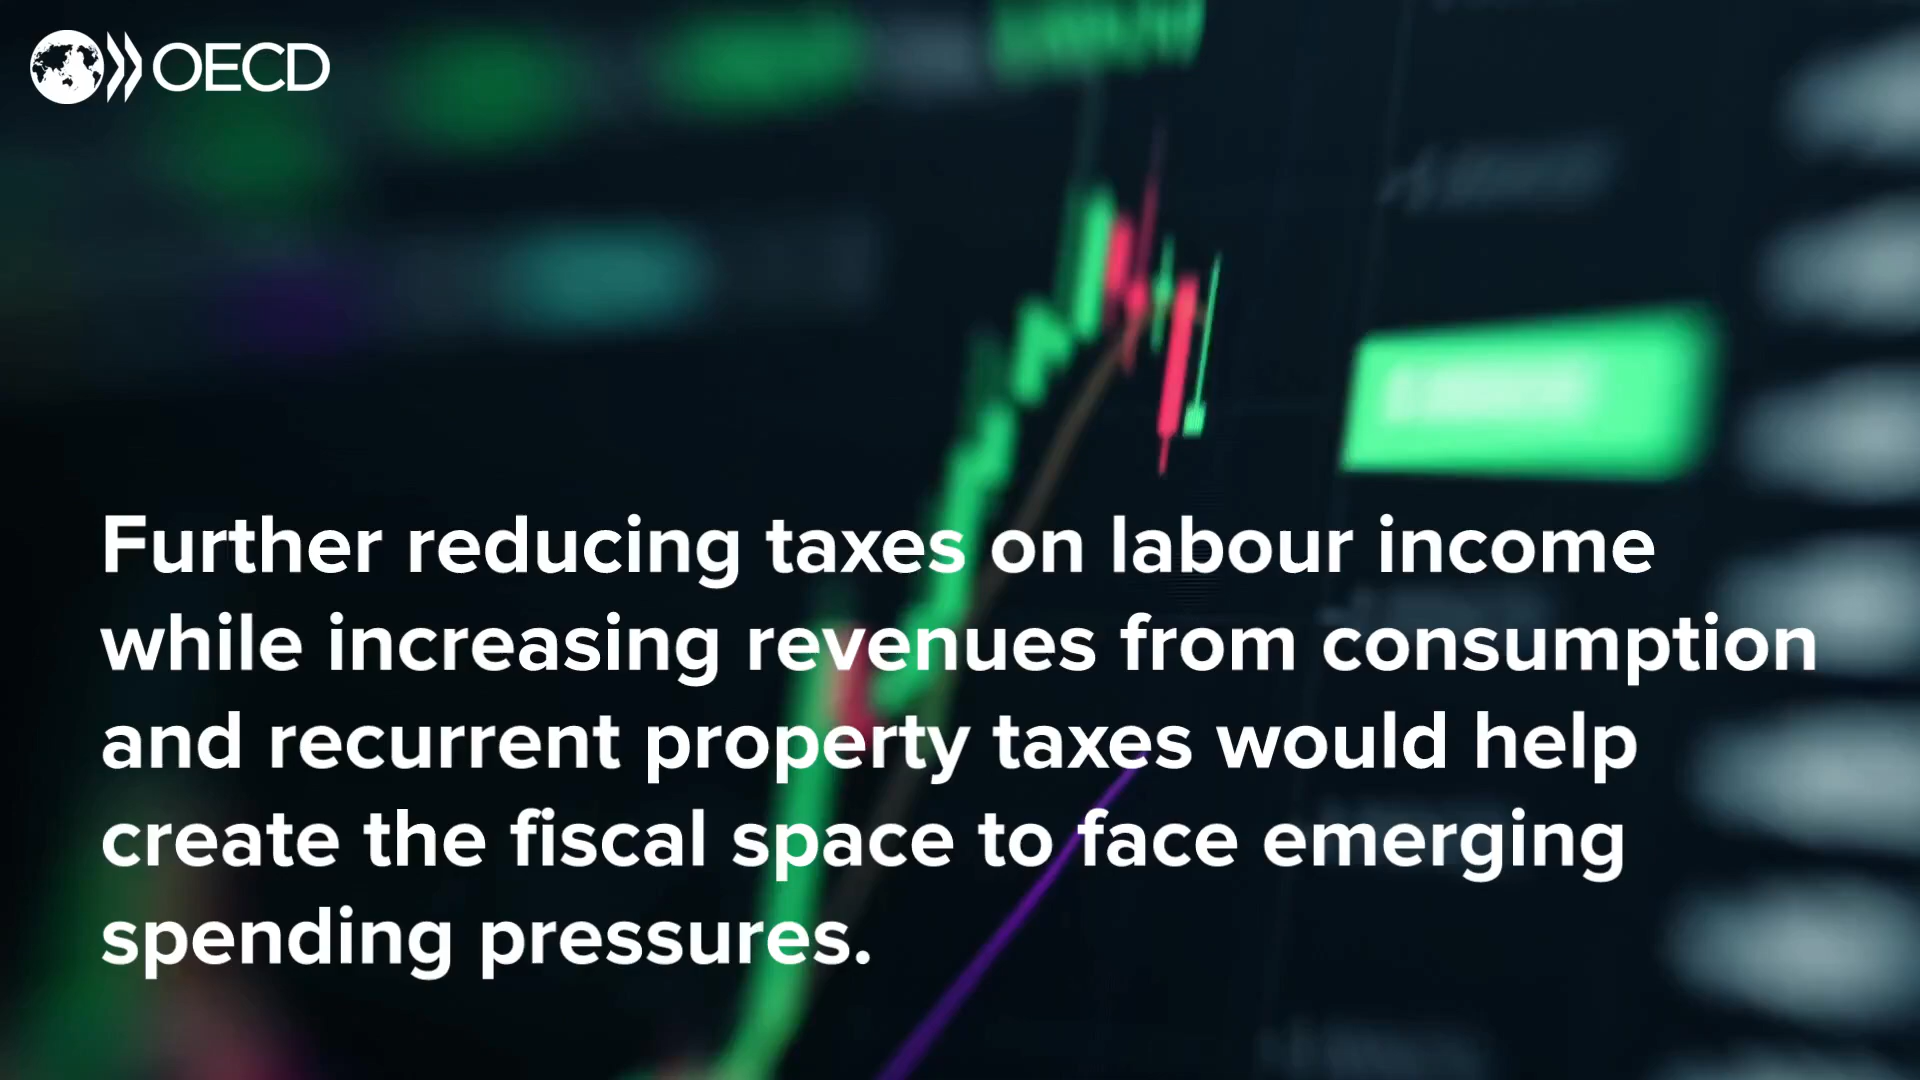 OECD
Further reducing taxes on labour income
while increasing revenues from consumption
and recurrent property taxes would help
create the fiscal space to face emerging
spending pressures.